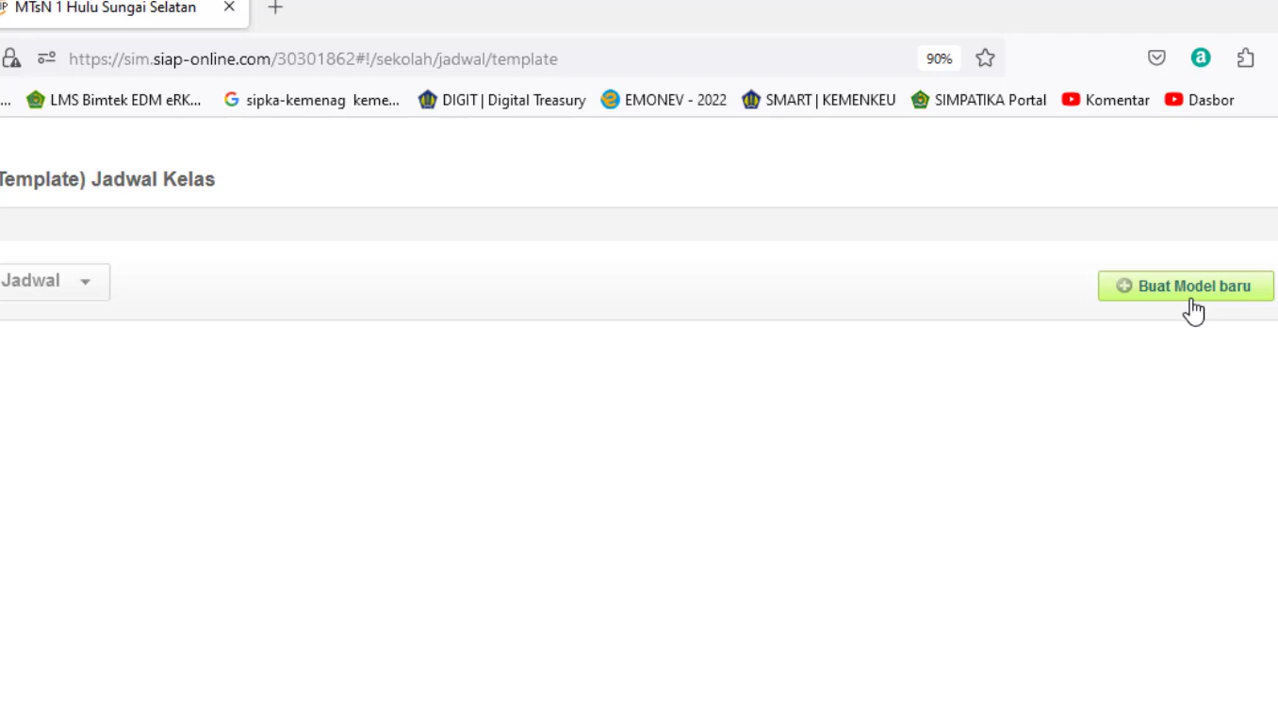 MTsN 1 Hulu Sungai Selatan
https://sim.siap-online.com/30301862#!/sekolah/jadwal/template 90%
... LMS Bimtek EDM eRK... sipka-kemenag keme... DIGIT | Digital Treasury EMONEV - 2022 SMART | KEMENKEU SIMPATIKA Portal Komentar Dasbor
Template) Jadwal Kelas
Jadwal Buat Model baru